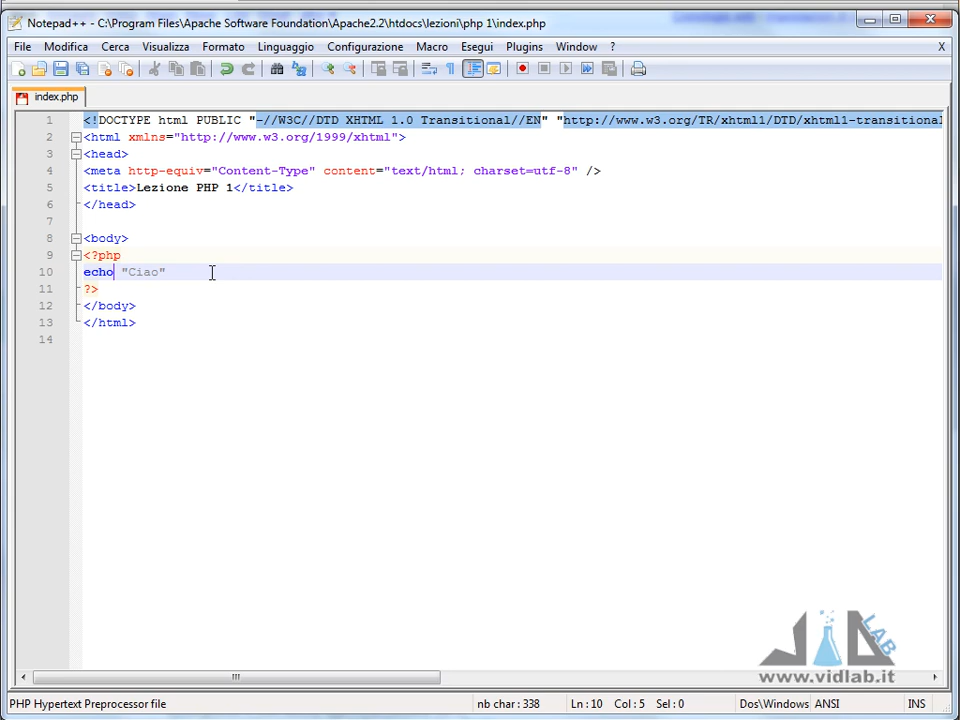 Notepad++ - C:\Program Files\Apache Software Foundation\Apache2.2\htdocs\lezioni\php 1\index.php
File Modifica Cerca Visualizza Formato Linguaggio Configurazione Macro Esegui Plugins Window ? X
index.php
1 <!DOCTYPE html PUBLIC "-//W3C//DTD XHTML 1.0 Transitional//EN" "http://www.w3.org/TR/xhtml1/DTD/xhtml1-transitional
2 <html xmlns="http://www.w3.org/1999/xhtml">
3 <head>
4 <meta http-equiv="Content-Type" content="text/html; charset=utf-8" />
5 <title>Lezione PHP 1</title>
6 </head>
7
8 <body>
9 <?php
10 echo "Ciao"
11 ?>
12 </body>
13 </html>
14
LAB
www.vidlab.it
PHP Hypertext Preprocessor file nb char : 338 Ln : 10 Col : 5 Sel : 0 Dos\Windows ANSI INS